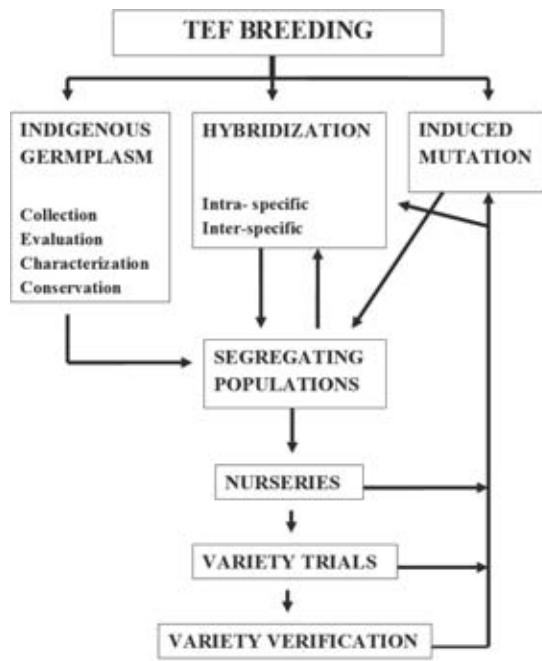 TEF BREEDING
INDIGENOUS
GERMPLASM
Collection
Evaluation
Characterization
Conservation
HYBRIDIZATION
Intra- specific
Inter-specific
INDUCED
MUTATION
SEGREGATING
POPULATIONS
NURSERIES
VARIETY TRIALS
VARIETY VERIFICATION